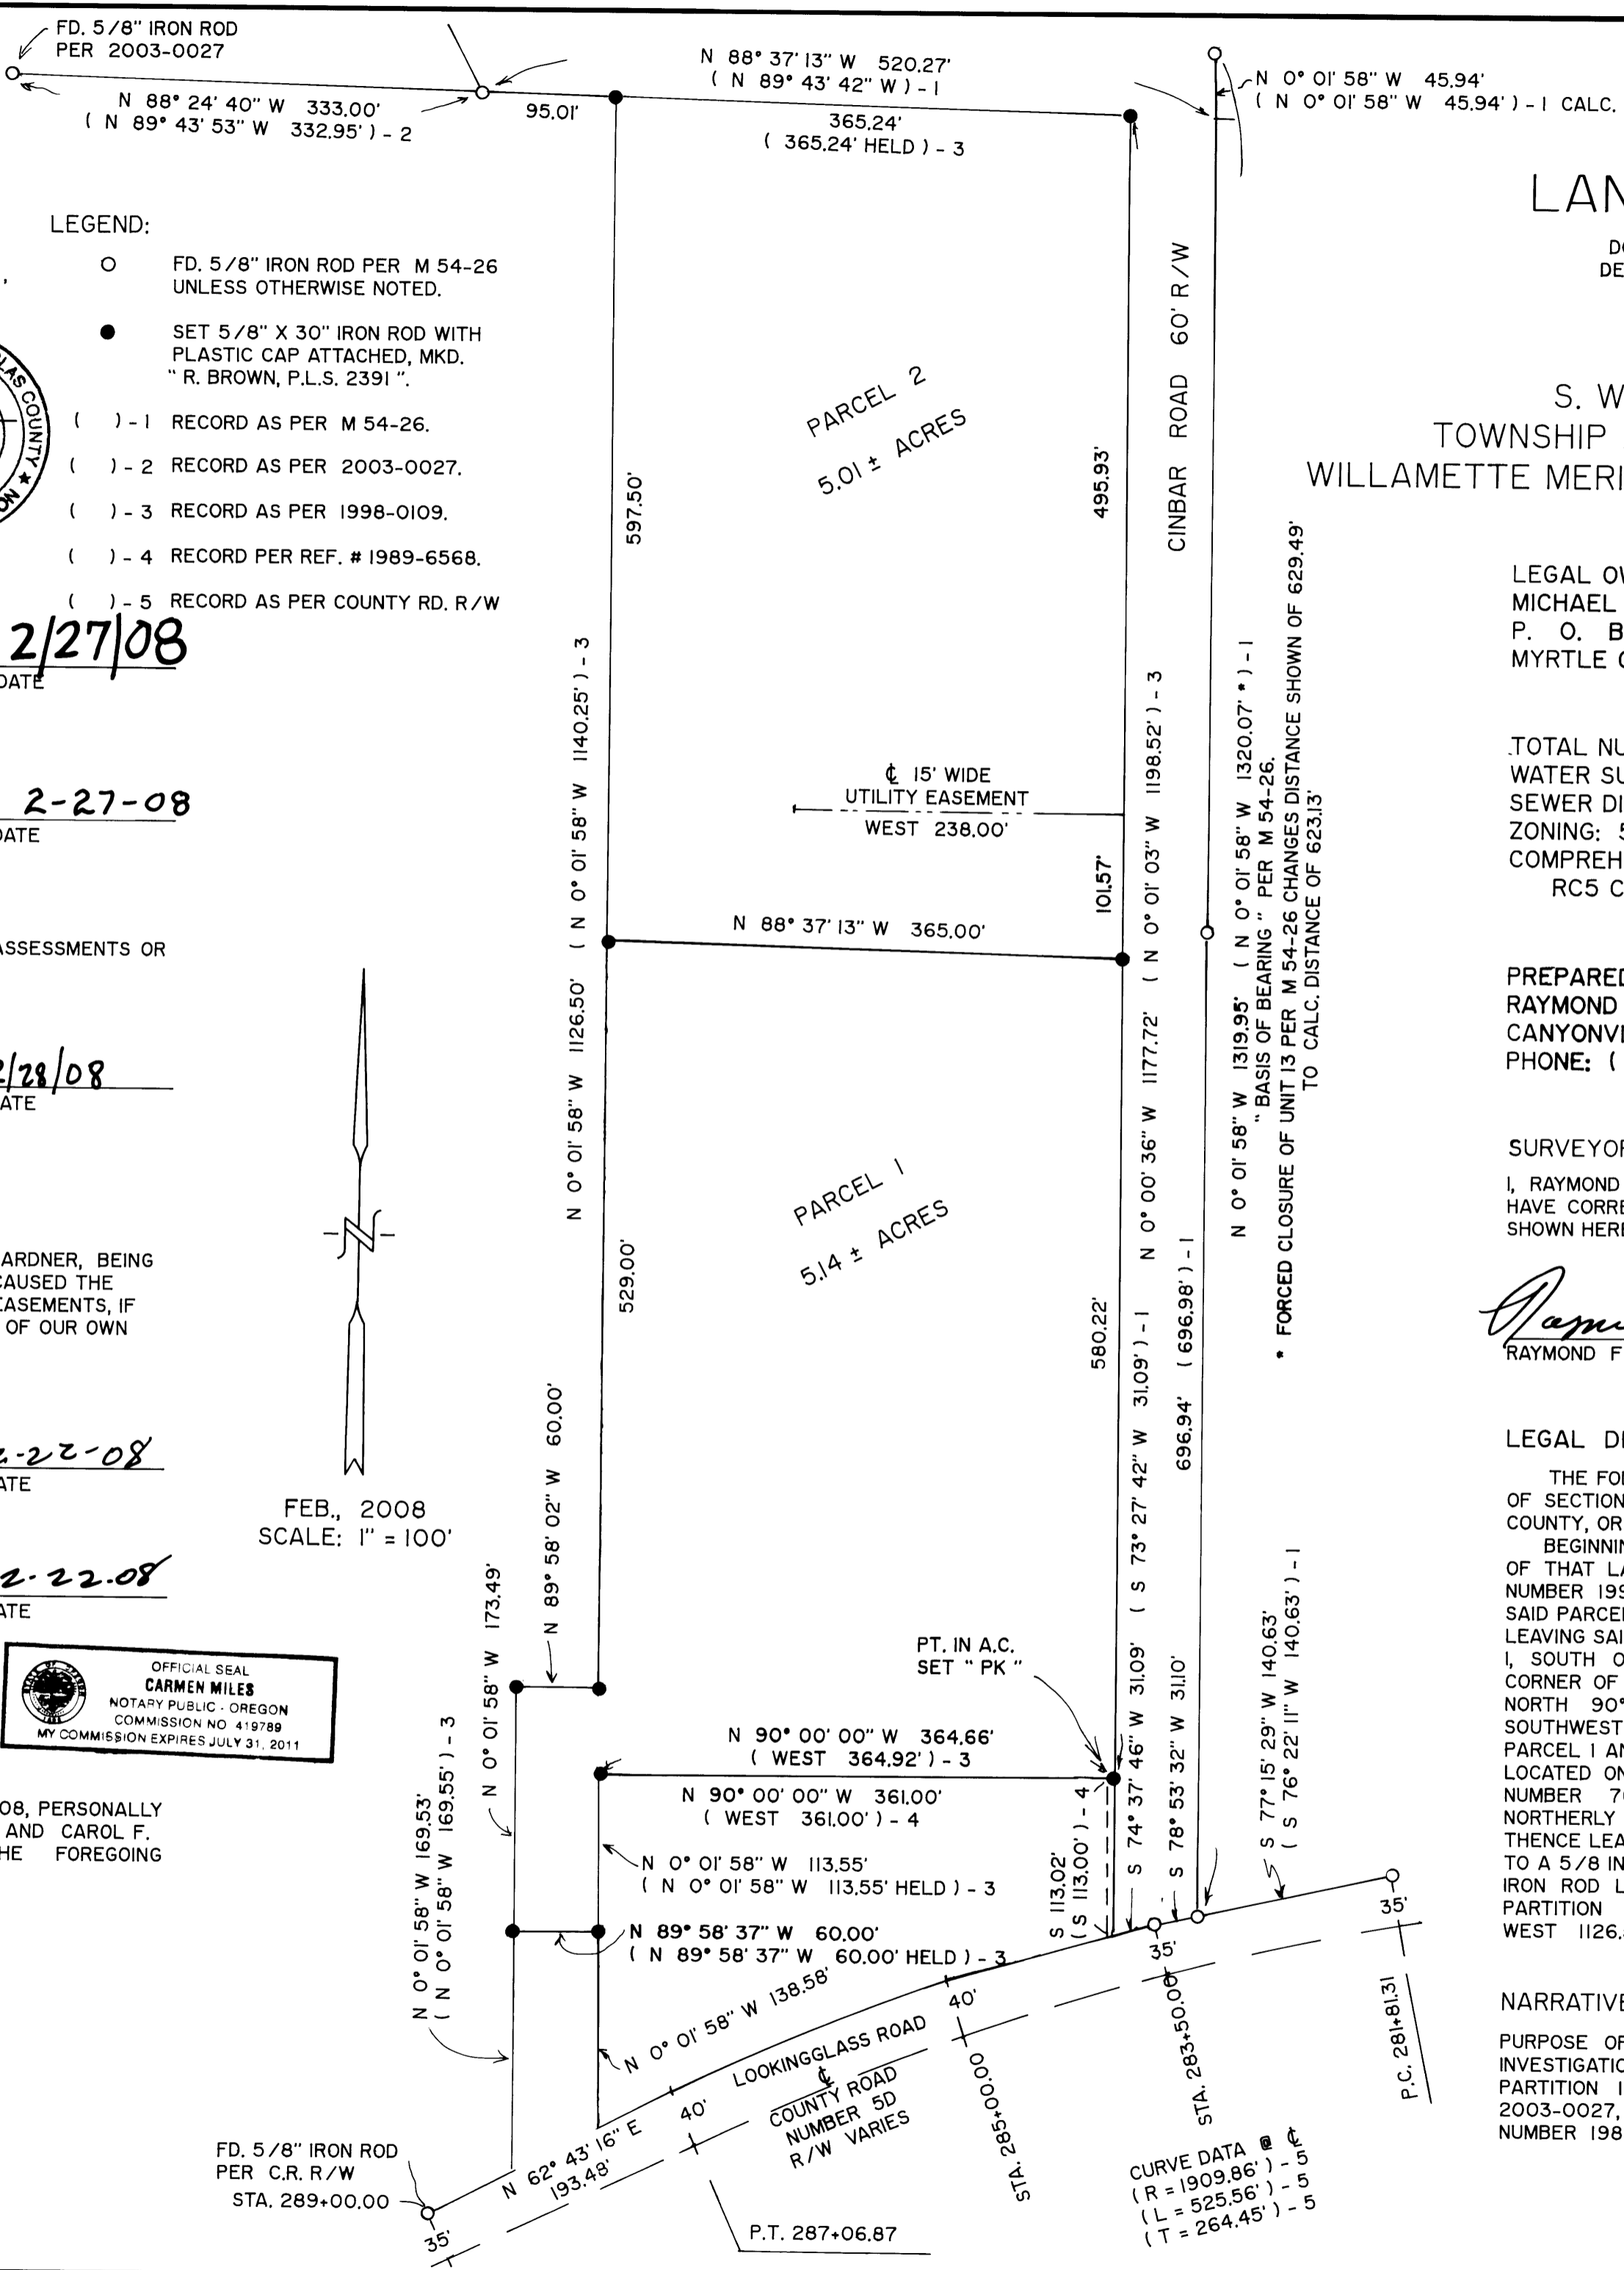 FD. 5/8" IRON ROD
PER 2003-0027
N 88° 24' 40" W 333.00'
( N 89° 43' 53" W 332.95' ) - 2
95.01'
N 88° 37' 13" W 520.27'
( N 89° 43' 42" W ) - 1
365.24'
( 365.24' HELD ) - 3
N 0° 01' 58" W 45.94'
( N 0° 01' 58" W 45.94' ) - 1 CALC.
LEGEND:
FD. 5/8" IRON ROD PER M 54-26
UNLESS OTHERWISE NOTED.
SET 5/8" X 30" IRON ROD WITH
PLASTIC CAP ATTACHED, MKD.
" R. BROWN, P.L.S. 2391 ".
( ) - 1 RECORD AS PER M 54-26.
( ) - 2 RECORD AS PER 2003-0027.
( ) - 3 RECORD AS PER 1998-0109.
( ) - 4 RECORD PER REF. # 1989-6568.
( ) - 5 RECORD AS PER COUNTY RD. R/W
LAS COUNTY ★ NO
2/27/08
DATE
2-27-08
DATE
ASSESSMENTS OR
2/28/08
ATE
ARDNER, BEING
CAUSED THE
EASEMENTS, IF
OF OUR OWN
2-22-08
ATE
2.22.08
ATE
OFFICIAL SEAL
CARMEN MILES
NOTARY PUBLIC - OREGON
COMMISSION NO 419789
MY COMMISSION EXPIRES JULY 31, 2011
08, PERSONALLY
AND CAROL F.
HE FOREGOING
N
FEB., 2008
SCALE: 1" = 100'
PARCEL 2
5.01 ± ACRES
597.50'
495.93'
CINBAR ROAD 60' R/W
N 0° 01' 58" W 1126.50' ( N 0° 01' 58" W 1140.25' ) - 3
℄ 15' WIDE
UTILITY EASEMENT
WEST 238.00'
101.57'
N 88° 37' 13" W 365.00'
N 0° 00' 36" W 1177.72' ( N 0° 01' 03" W 1198.52' ) - 3
N 0° 01' 58" W 1319.95' ( N 0° 01' 58" W 1320.07' * ) - 1
" BASIS OF BEARING " PER M 54-26.
* FORCED CLOSURE OF UNIT 13 PER M 54-26 CHANGES DISTANCE SHOWN OF 629.49'
TO CALC. DISTANCE OF 623.13'
PARCEL 1
5.14 ± ACRES
529.00'
580.22'
696.94' ( 696.98' ) - 1
N 89° 58' 02" W 60.00'
N 0° 01' 58" W 173.49'
PT. IN A.C.
SET " PK "
N 90° 00' 00" W 364.66'
( WEST 364.92' ) - 3
N 90° 00' 00" W 361.00'
( WEST 361.00' ) - 4
N 0° 01' 58" W 113.55'
( N 0° 01' 58" W 113.55' HELD ) - 3
N 89° 58' 37" W 60.00'
( N 89° 58' 37" W 60.00' HELD ) - 3
N 0° 01' 58" W 169.53'
( N 0° 01' 58" W 169.55' ) - 3
S 113.02'
( S 113.00' ) - 4
S 74° 37' 46" W 31.09' ( S 73° 27' 42" W 31.09' ) - 1
S 78° 53' 32" W 31.10'
S 77° 15' 29" W 140.63'
( S 76° 22' 11" W 140.63' ) - 1
N 0° 01' 58" W 138.58'
LOOKINGGLASS ROAD
℄
COUNTY ROAD
NUMBER 5D
R/W VARIES
40'
40'
35'
35'
N 62° 43' 16" E
193.48'
FD. 5/8" IRON ROD
PER C.R. R/W
STA. 289+00.00
35'
P.T. 287+06.87
STA. 285+00.00
STA. 283+50.00
P.C. 281+81.31
CURVE DATA @ ℄
( R = 1909.86' ) - 5
( L = 525.56' ) - 5
( T = 264.45' ) - 5
LAN
DE
S. W
TOWNSHIP
WILLAMETTE MERI
LEGAL OW
MICHAEL
P. O. B
MYRTLE C
TOTAL NU
WATER SU
SEWER DI
ZONING: 5
COMPREH
RC5 C
PREPARED
RAYMOND
CANYONVI
PHONE: (
SURVEYOR
I, RAYMOND
HAVE CORRE
SHOWN HERE
RAYMOND F
LEGAL DE
THE FOL
OF SECTION
COUNTY, OR
BEGINNIN
OF THAT LA
NUMBER 199
SAID PARCEL
LEAVING SAI
1, SOUTH 0
CORNER OF
NORTH 90°
SOUTHWEST
PARCEL 1 AN
LOCATED ON
NUMBER 70
NORTHERLY
THENCE LEA
TO A 5/8 IN
IRON ROD L
PARTITION
WEST 1126.
NARRATIVE
PURPOSE OF
INVESTIGATIO
PARTITION 1
2003-0027,
NUMBER 198